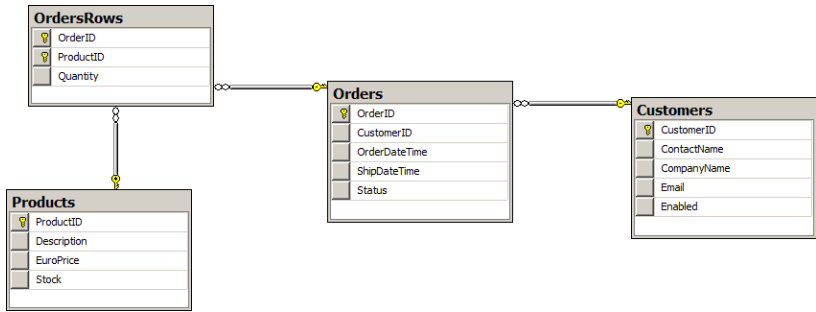 OrdersRows
OrderID
ProductID
Quantity
Products
ProductID
Description
EuroPrice
Stock
Orders
OrderID
CustomerID
OrderDateTime
ShipDateTime
Status
Customers
CustomerID
ContactName
CompanyName
Email
Enabled